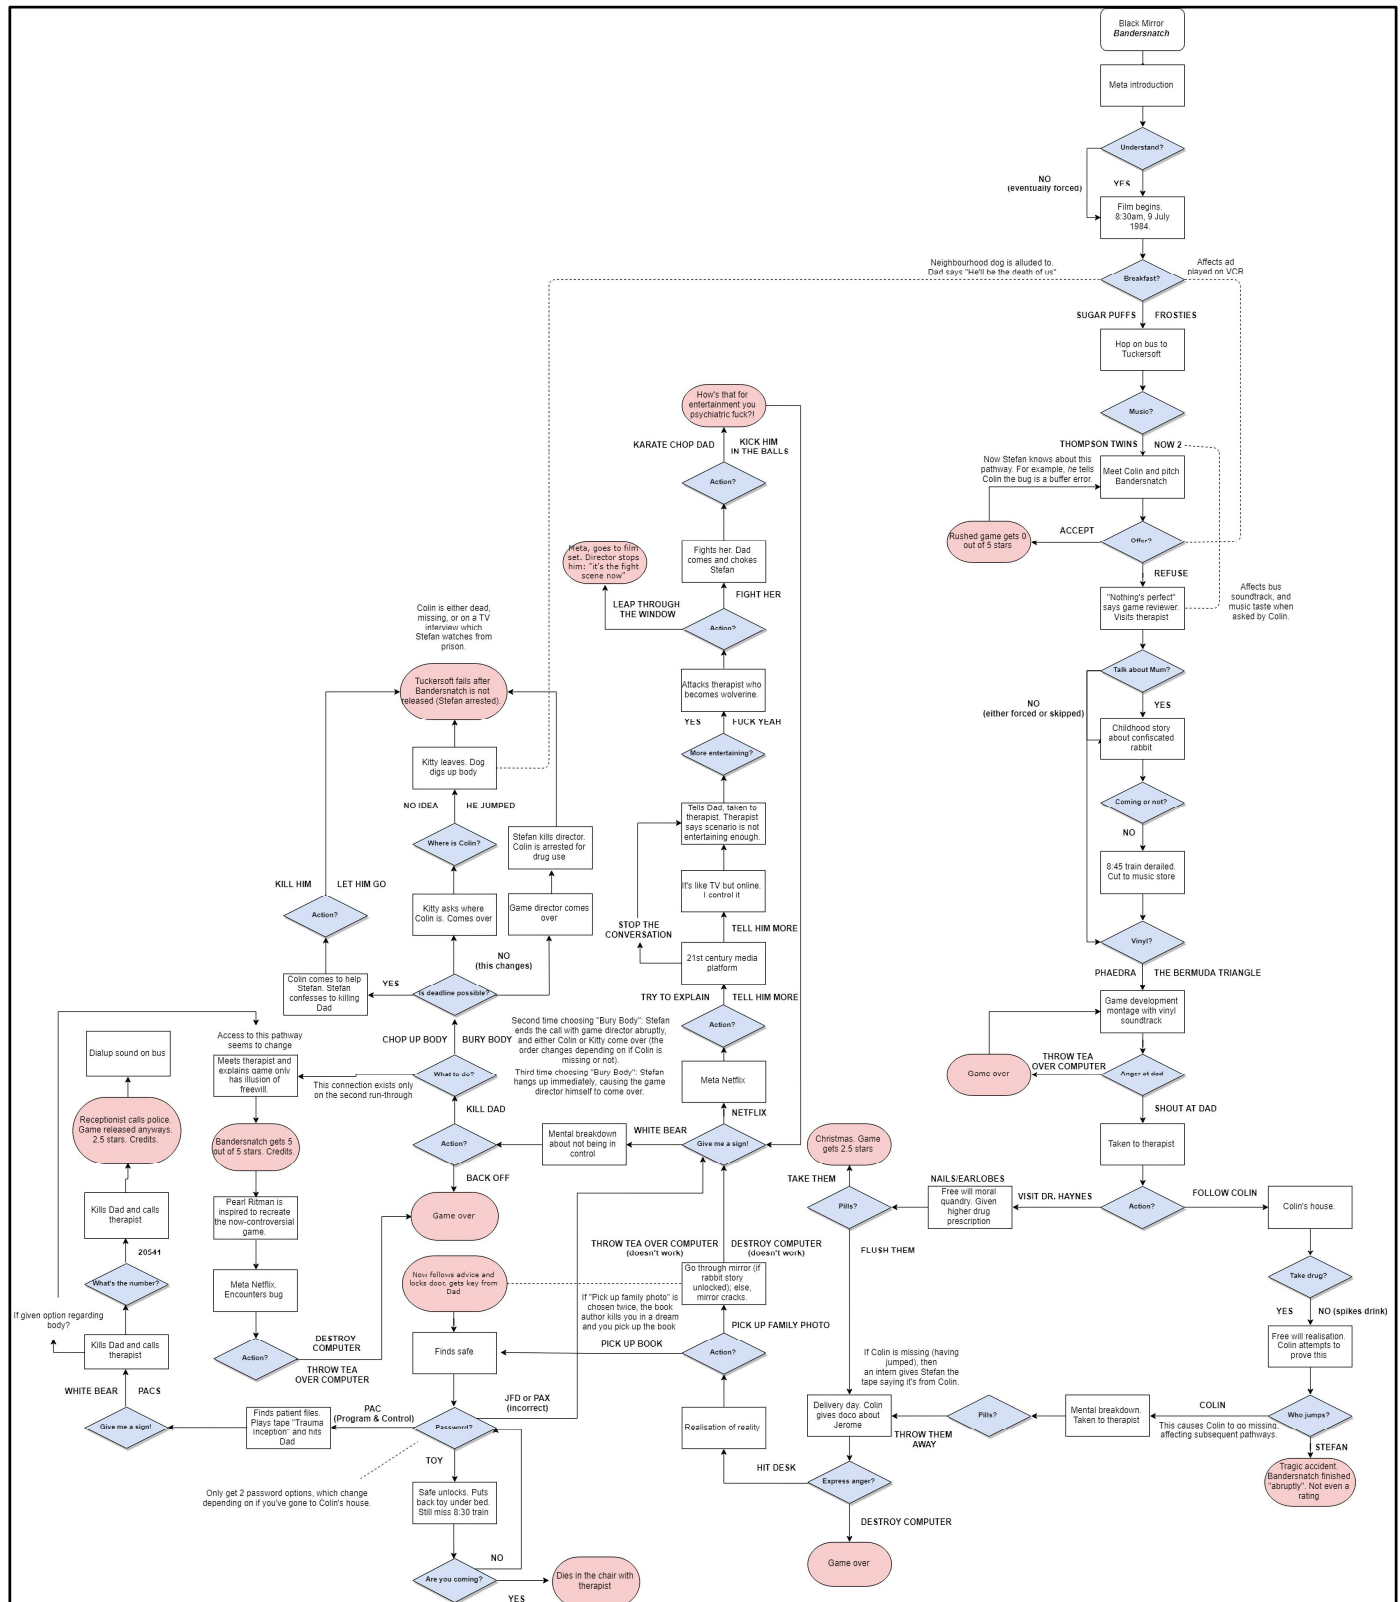 Black Mirror
Bandersnatch
Meta introduction
Understand?
NO
(eventually forced)
YES
Film begins.
8:30am, 9 July
1984.
Neighbourhood dog is alluded to.
Dad says "He'll be the death of us"
Breakfast?
Affects ad
played on VCR
SUGAR PUFFS
FROSTIES
Hop on bus to
Tuckersoft
Music?
THOMPSON TWINS
NOW 2
Now Stefan knows about this
pathway. For example, he tells
Colin the bug is a buffer error.
Meet Colin and pitch
Bandersnatch
Rushed game gets 0
out of 5 stars
ACCEPT
Offer?
REFUSE
"Nothing's perfect"
says game reviewer.
Visits therapist
Affects bus
soundtrack, and
music taste when
asked by Colin.
Talk about Mum?
NO
(either forced or skipped)
YES
Childhood story
about confiscated
rabbit
Coming or not?
NO
8:45 train derailed.
Cut to music store
Vinyl?
PHAEDRA
THE BERMUDA TRIANGLE
Game development
montage with vinyl
soundtrack
Game over
THROW TEA
OVER COMPUTER
Anger at dad
SHOUT AT DAD
Taken to therapist
Action?
VISIT DR. HAYNES
FOLLOW COLIN
Colin's house.
Take drug?
YES
NO (spikes drink)
Free will realisation.
Colin attempts to
prove this
Who jumps?
COLIN
This causes Colin to go missing,
affecting subsequent pathways.
STEFAN
Tragic accident.
Bandersnatch finished
"abruptly". Not even a
rating
Mental breakdown.
Taken to therapist
Pills?
THROW THEM
AWAY
NAILS/EARLOBES
Free will moral
quandry. Given
higher drug
prescription
Pills?
TAKE THEM
Christmas. Game
gets 2.5 stars
FLUSH THEM
If Colin is missing (having
jumped), then
an intern gives Stefan the
tape saying it's from Colin.
Delivery day. Colin
gives doco about
Jerome
Express anger?
DESTROY COMPUTER
Game over
HIT DESK
Realisation of reality
Action?
PICK UP FAMILY PHOTO
PICK UP BOOK
If "Pick up family photo" is
chosen twice, the book
author kills you in a dream
and you pick up the book
Go through mirror (if
rabbit story
unlocked); else,
mirror cracks.
THROW TEA OVER COMPUTER
(doesn't work)
DESTROY COMPUTER
(doesn't work)
Give me a sign!
NETFLIX
Meta Netflix
Action?
TRY TO EXPLAIN
TELL HIM MORE
21st century media
platform
STOP THE
CONVERSATION
TELL HIM MORE
It's like TV but online.
I control it
Tells Dad, taken to
therapist. Therapist
says scenario is not
entertaining enough.
More entertaining?
YES
FUCK YEAH
Attacks therapist who
becomes wolverine.
Action?
LEAP THROUGH
THE WINDOW
FIGHT HER
Meta, goes to film
set. Director stops
him: "it's the fight
scene now"
Fights her. Dad
comes and chokes
Stefan
Action?
KARATE CHOP DAD
KICK HIM
IN THE BALLS
How's that for
entertainment you
psychiatric fuck?!
WHITE BEAR
Mental breakdown
about not being in
control
Action?
KILL DAD
BACK OFF
Game over
What to do?
CHOP UP BODY
BURY BODY
Second time choosing "Bury Body": Stefan
ends the call with game director abruptly,
and either Colin or Kitty come over (the
order changes depending on if Colin is
missing or not).
Third time choosing "Bury Body": Stefan
hangs up immediately, causing the game
director himself to come over.
Is deadline possible?
YES
NO
(this changes)
Colin comes to help
Stefan. Stefan
confesses to killing
Dad
Action?
KILL HIM
LET HIM GO
Kitty asks where
Colin is. Comes over
Where is Colin?
NO IDEA
HE JUMPED
Kitty leaves. Dog
digs up body
Game director comes
over
Stefan kills director.
Colin is arrested for
drug use
Tuckersoft fails after
Bandersnatch is not
released (Stefan arrested).
Colin is either dead,
missing, or on a TV
interview which
Stefan watches from
prison.
This connection exists only
on the second run-through
Access to this pathway
seems to change
Meets therapist and
explains game only
has illusion of
freewill.
Bandersnatch gets 5
out of 5 stars. Credits.
Pearl Ritman is
inspired to recreate
the now-controversial
game.
Meta Netflix.
Encounters bug
Action?
DESTROY
COMPUTER
THROW TEA
OVER COMPUTER
Now follows advice and
locks door, gets key from
Dad
Finds safe
Password?
JFD or PAX
(incorrect)
PAC
(Program & Control)
TOY
Only get 2 password options, which change
depending on if you've gone to Colin's house.
Safe unlocks. Puts
back toy under bed.
Still miss 8:30 train
Are you coming?
NO
YES
Dies in the chair with
therapist
Finds patient files.
Plays tape "Trauma
Inception" and hits
Dad
Give me a sign!
WHITE BEAR
PACS
Kills Dad and calls
therapist
If given option regarding
body?
What's the number?
20541
Kills Dad and calls
therapist
Receptionist calls police.
Game released anyways.
2.5 stars. Credits.
Dialup sound on bus